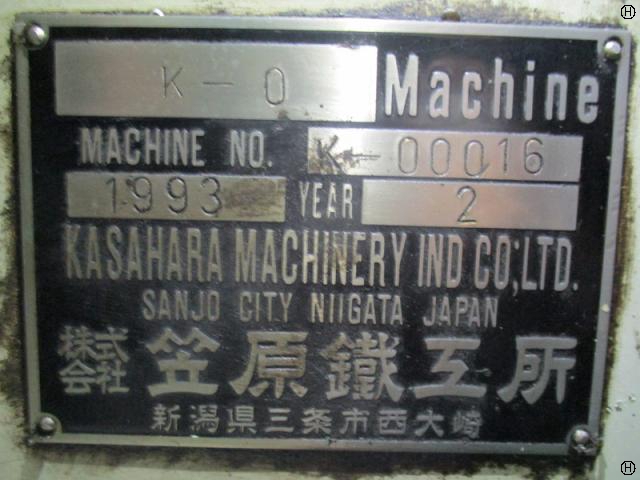 K-0 Machine
MACHINE NO. K-00016
1993 YEAR 2
KASAHARA MACHINERY IND CO;LTD.
SANJO CITY NIIGATA JAPAN
株式会社 笠原鐵工所
新潟県三条市西大崎